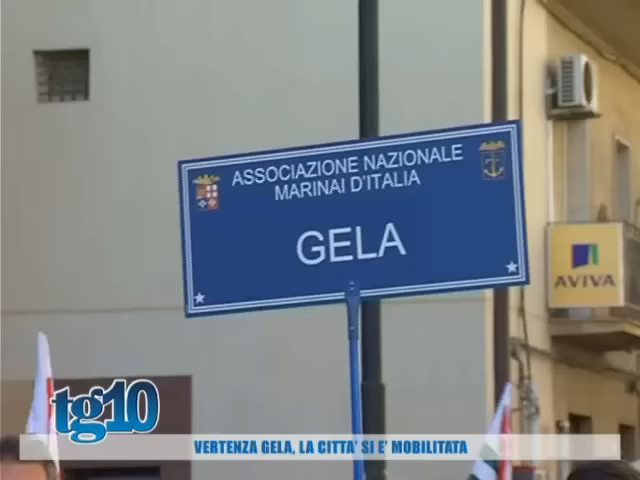 ASSOCIAZIONE NAZIONALE
MARINAI D'ITALIA
GELA
AVIVA
tg10
VERTENZA GELA, LA CITTA' SI E' MOBILITATA